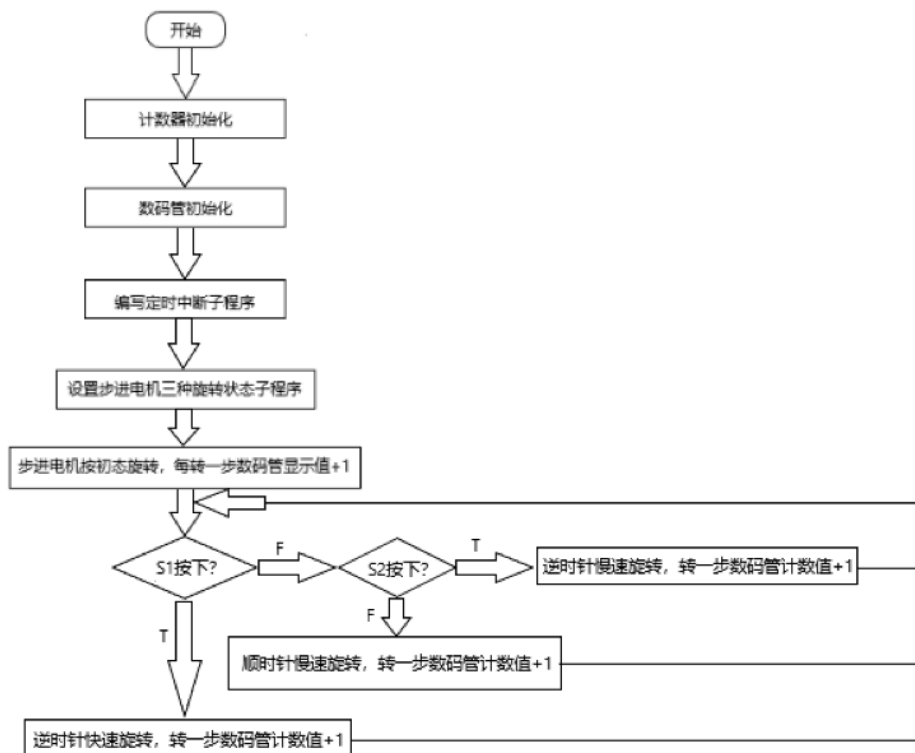 开始
计数器初始化
数码管初始化
编写定时中断子程序
设置步进电机三种旋转状态子程序
步进电机按初态旋转，每转一步数码管显示值+1
S1按下?
F
S2按下?
T
逆时针慢速旋转，转一步数码管计数值+1
F
T
顺时针慢速旋转，转一步数码管计数值+1
逆时针快速旋转，转一步数码管计数值+1